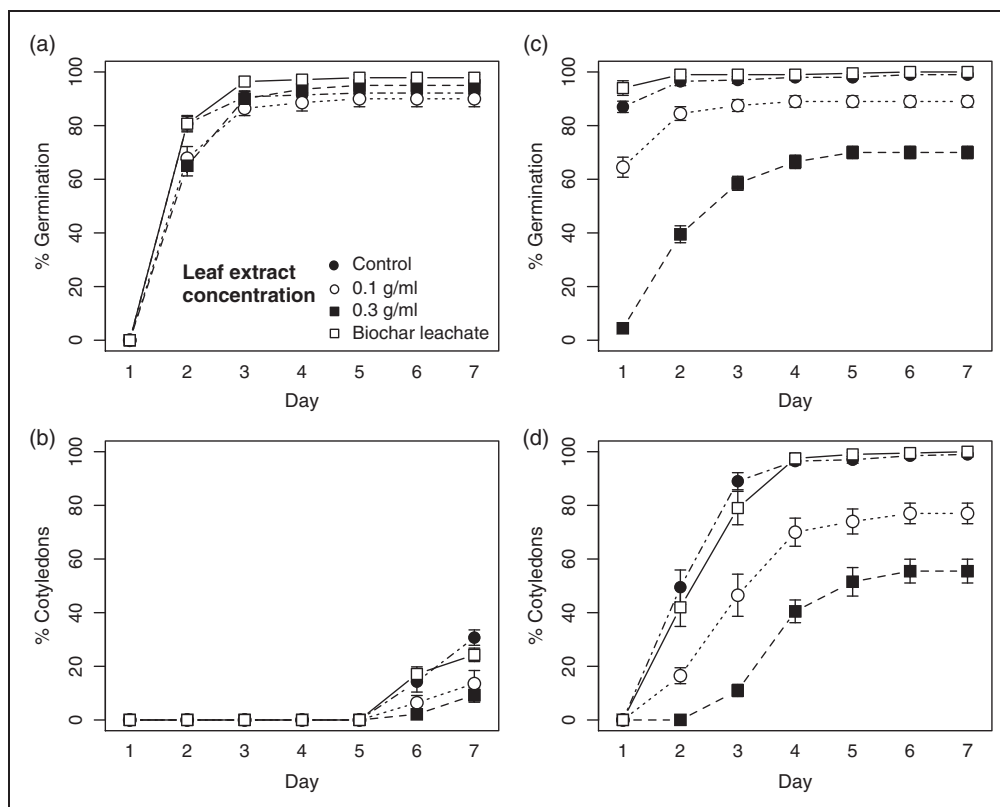 (a)
% Germination
100
80
60
40
20
0
Leaf extract
concentration
Control
0.1 g/ml
0.3 g/ml
Biochar leachate
1 2 3 4 5 6 7
Day
(c)
% Germination
100
80
60
40
20
0
1 2 3 4 5 6 7
Day
(b)
% Cotyledons
100
80
60
40
20
0
1 2 3 4 5 6 7
Day
(d)
% Cotyledons
100
80
60
40
20
0
1 2 3 4 5 6 7
Day